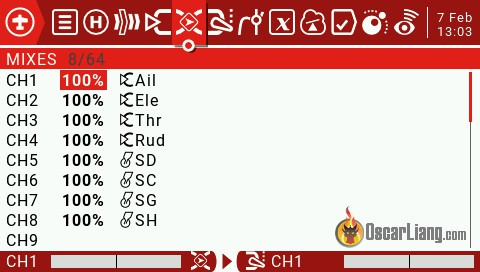 7 Feb
13:03
MIXES 8/64
CH1 100% Ail
CH2 100% Ele
CH3 100% Thr
CH4 100% Rud
CH5 100% SD
CH6 100% SC
CH7 100% SG
CH8 100% SH
CH9
OscarLiang.com
CH1 CH1